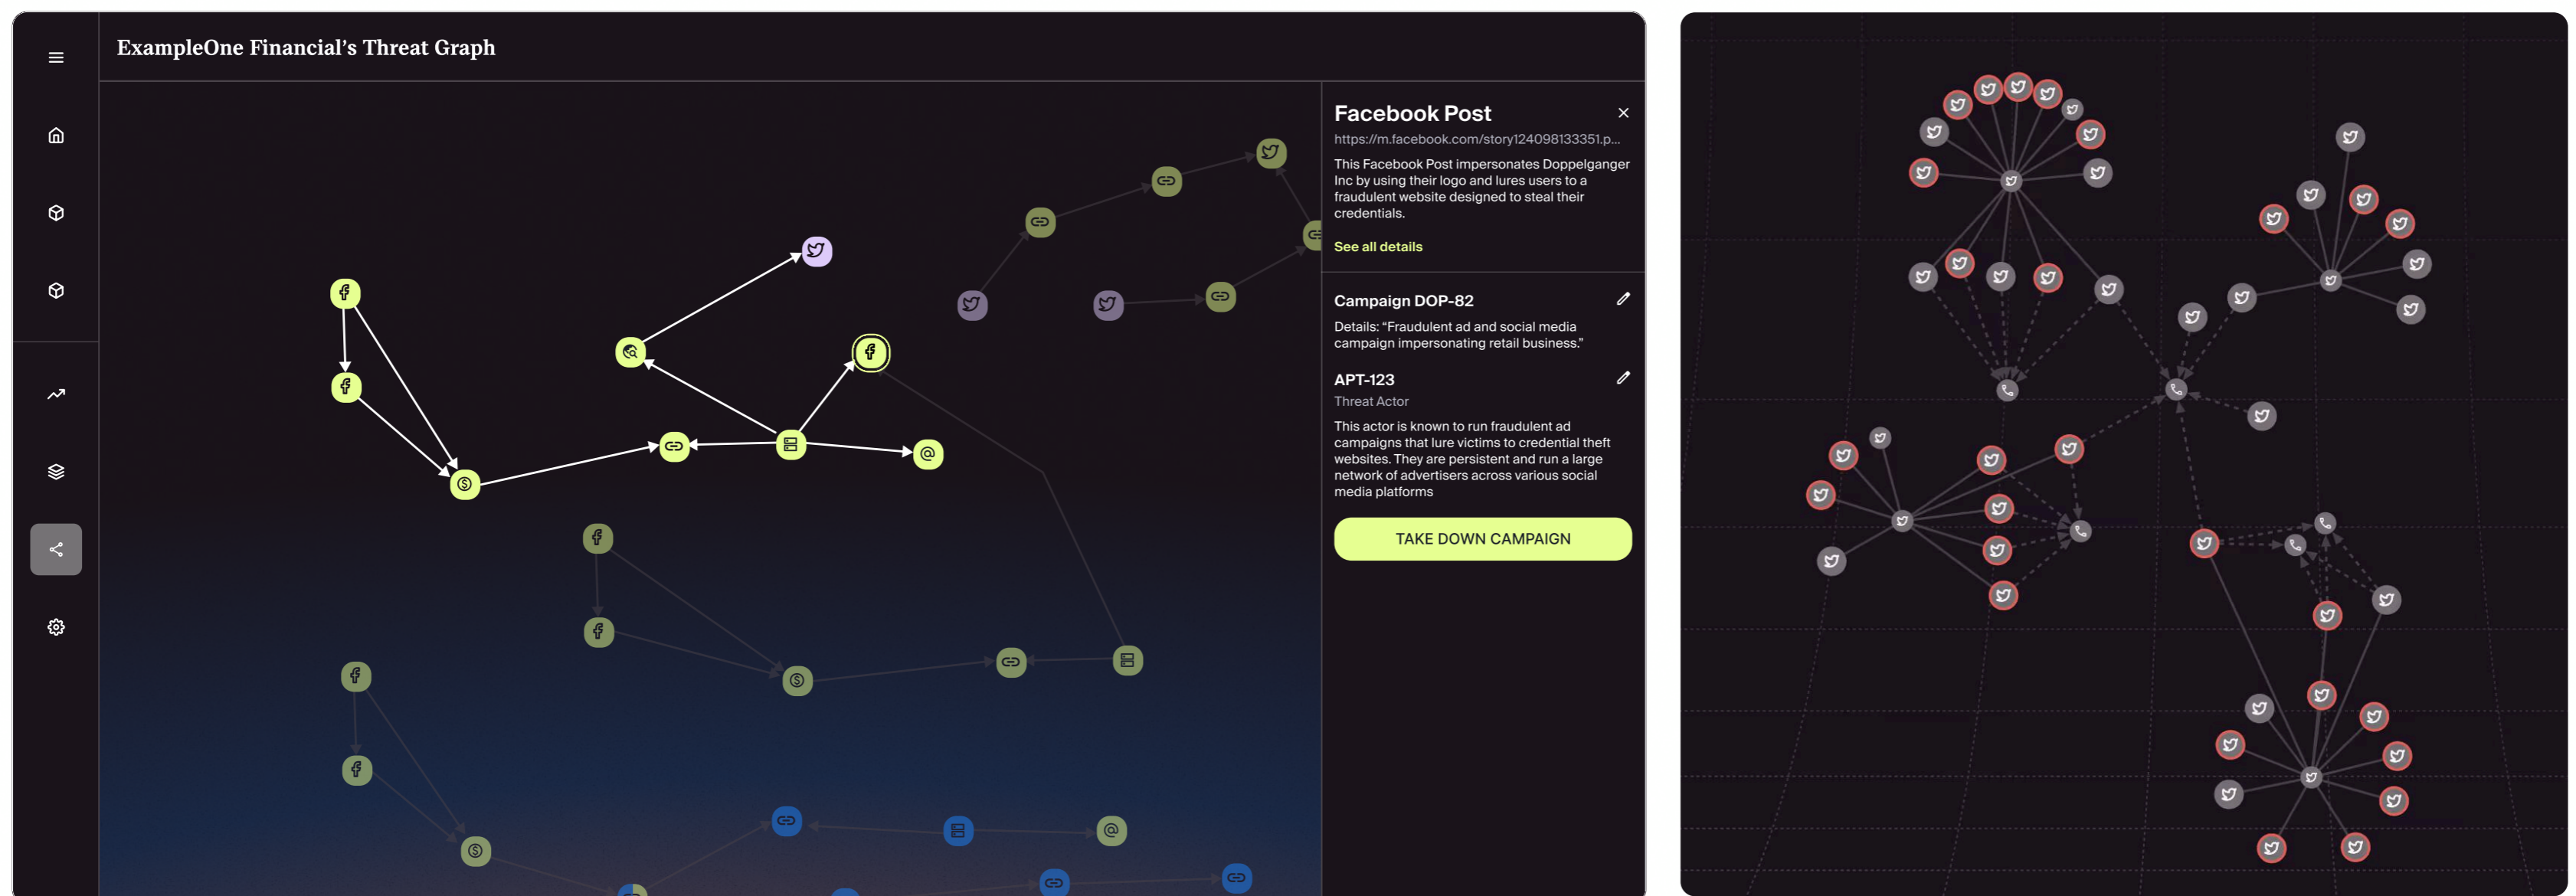 ExampleOne Financial’s Threat Graph
Facebook Post
https://m.facebook.com/story124098133351.p...
This Facebook Post impersonates Doppelganger
Inc by using their logo and lures users to a
fraudulent website designed to steal their
credentials.
See all details
Campaign DOP-82
Details: “Fraudulent ad and social media
campaign impersonating retail business.”
APT-123
Threat Actor
This actor is known to run fraudulent ad
campaigns that lure victims to credential theft
websites. They are persistent and run a large
network of advertisers across various social
media platforms
TAKE DOWN CAMPAIGN